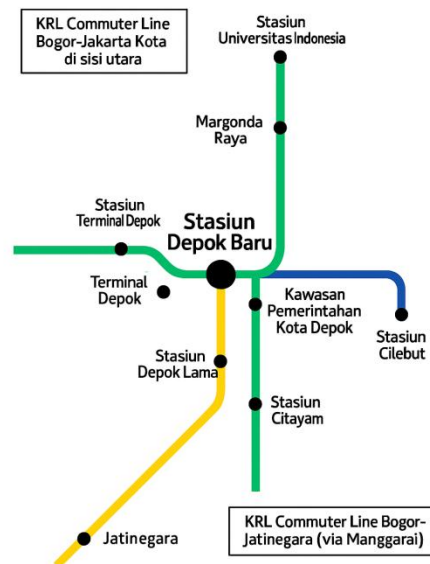 KRL Commuter Line
Bogor-Jakarta Kota
di sisi utara
Stasiun
Universitas Indonesia
Margonda
Raya
Stasiun
Terminal Depok
Stasiun
Depok Baru
Terminal
Depok
Kawasan
Pemerintahan
Kota Depok
Stasiun
Cilebut
Stasiun
Depok Lama
Stasiun
Citayam
Jatinegara
KRL Commuter Line Bogor-
Jatinegara (via Manggarai)